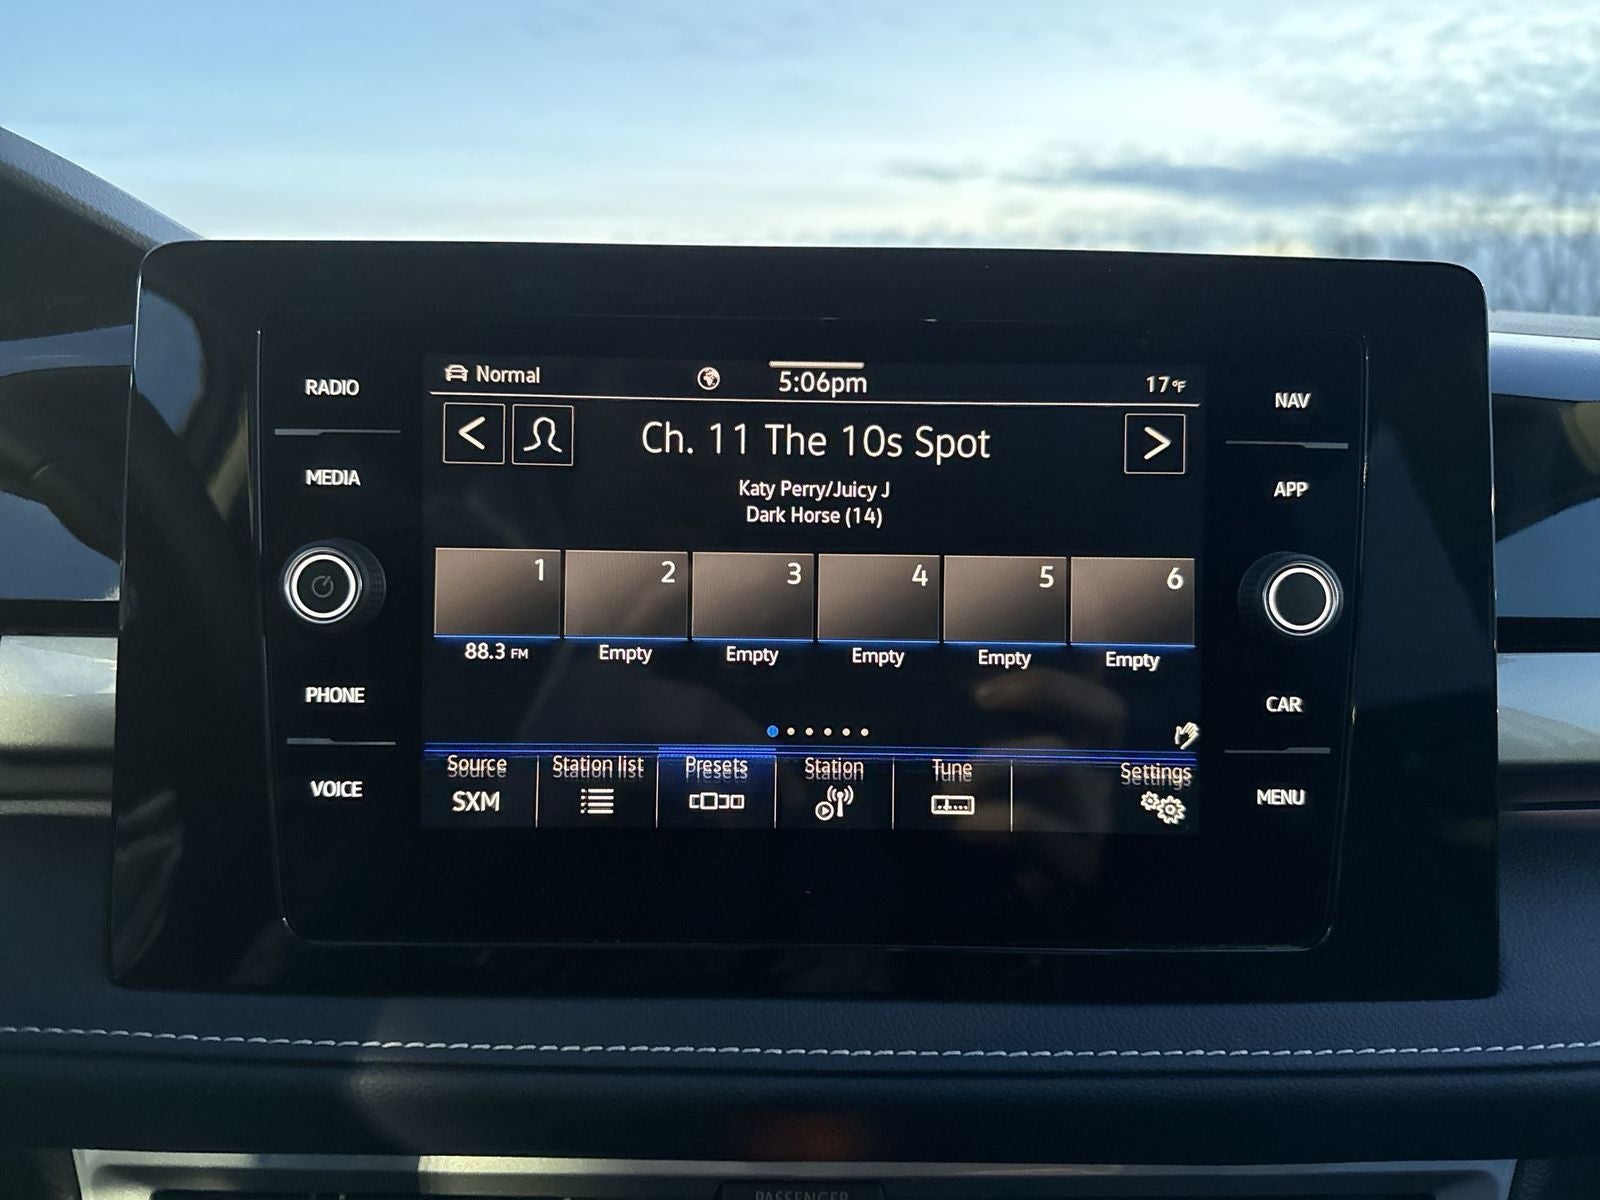 RADIO
MEDIA
PHONE
VOICE
Normal
5:06pm
17°F
Ch. 11 The 10s Spot
Katy Perry/Juicy J
Dark Horse (14)
1 2 3 4 5 6
88.3 FM Empty Empty Empty Empty Empty
Source Station list Presets Station Tune Settings
SXM
NAV
APP
CAR
MENU
PASSENGER